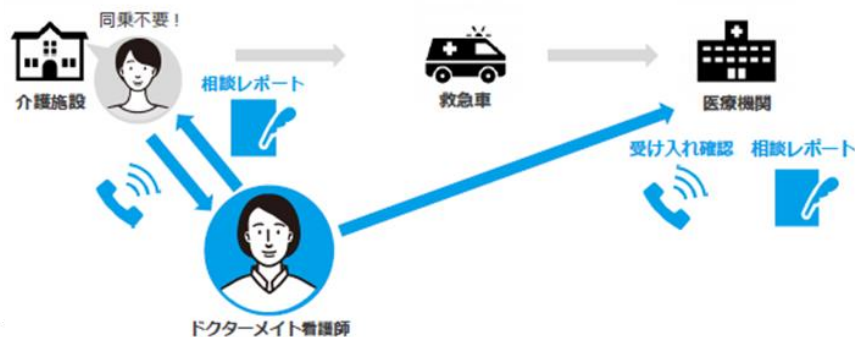 同乗不要！
介護施設
相談レポート
救急車
医療機関
受け入れ確認 相談レポート
ドクターメイト看護師